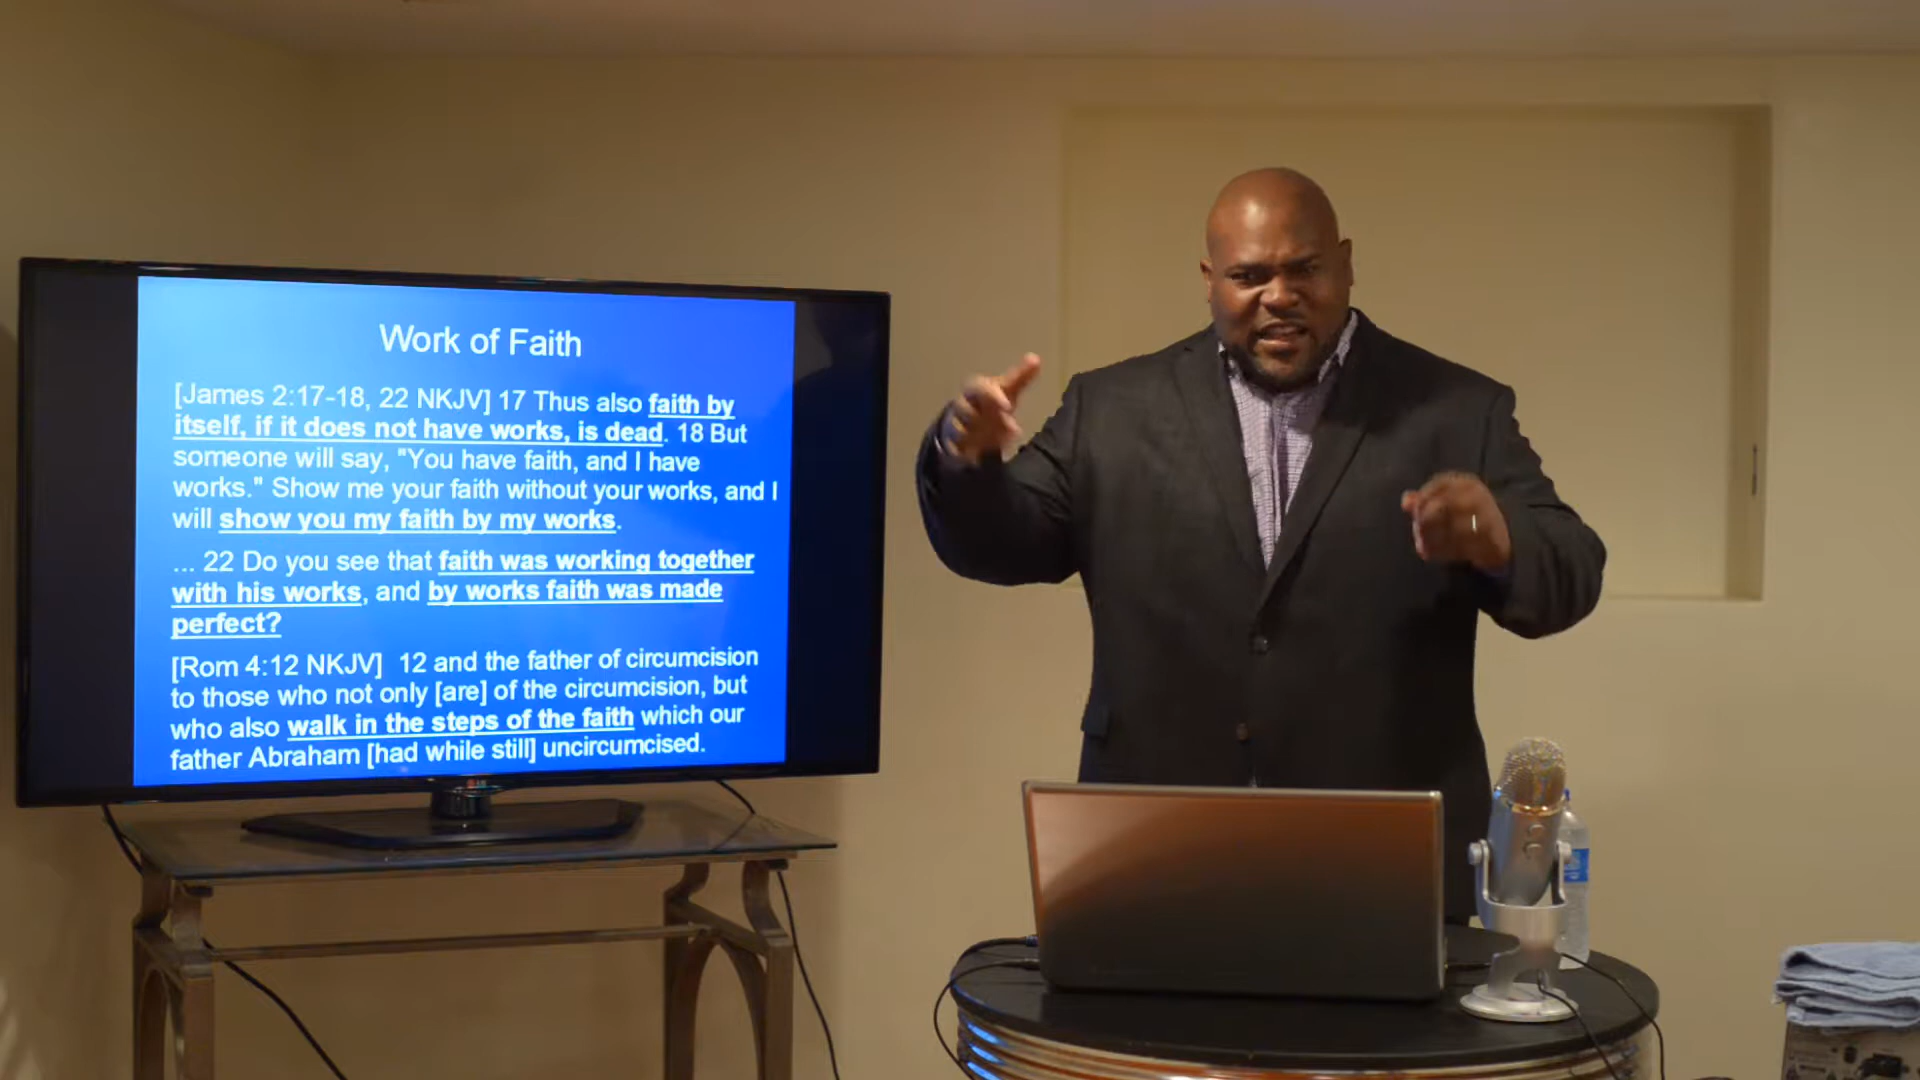 Work of Faith
[James 2:17-18, 22 NKJV] 17 Thus also faith by
itself, if it does not have works, is dead. 18 But
someone will say, "You have faith, and I have
works." Show me your faith without your works, and I
will show you my faith by my works.
... 22 Do you see that faith was working together
with his works, and by works faith was made
perfect?
[Rom 4:12 NKJV]  12 and the father of circumcision
to those who not only [are] of the circumcision, but
who also walk in the steps of the faith which our
father Abraham [had while still] uncircumcised.